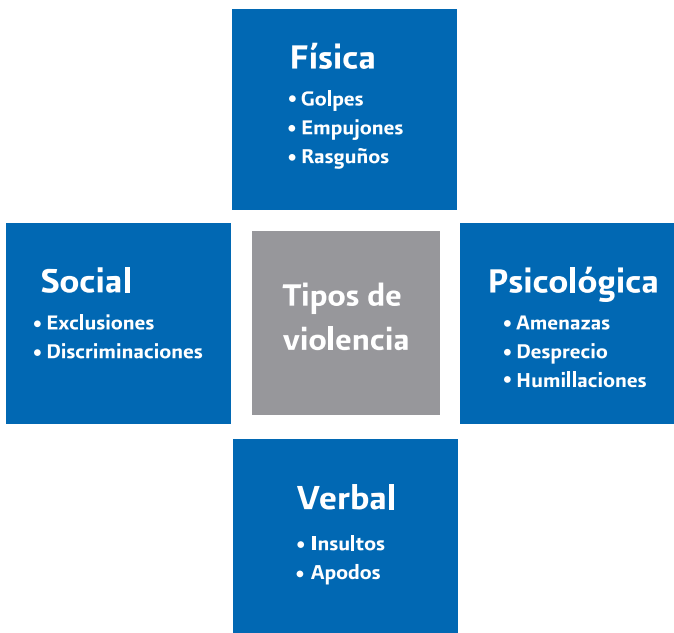 Física
• Golpes
• Empujones
• Rasguños
Social
• Exclusiones
• Discriminaciones
Tipos de
violencia
Psicológica
• Amenazas
• Desprecio
• Humillaciones
Verbal
• Insultos
• Apodos